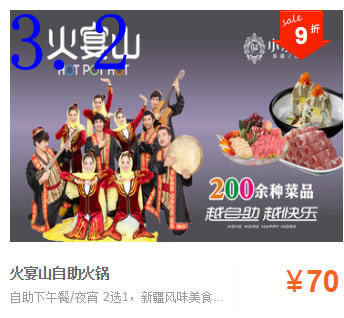 3. 2
火宴山
HOT POT HOT
sale
9折
200余种菜品
越自助 越快乐
MOVE MORE HAPPY MORE
火宴山自助火锅
¥70
自助下午餐/夜宵 2选1，新疆风味美食...